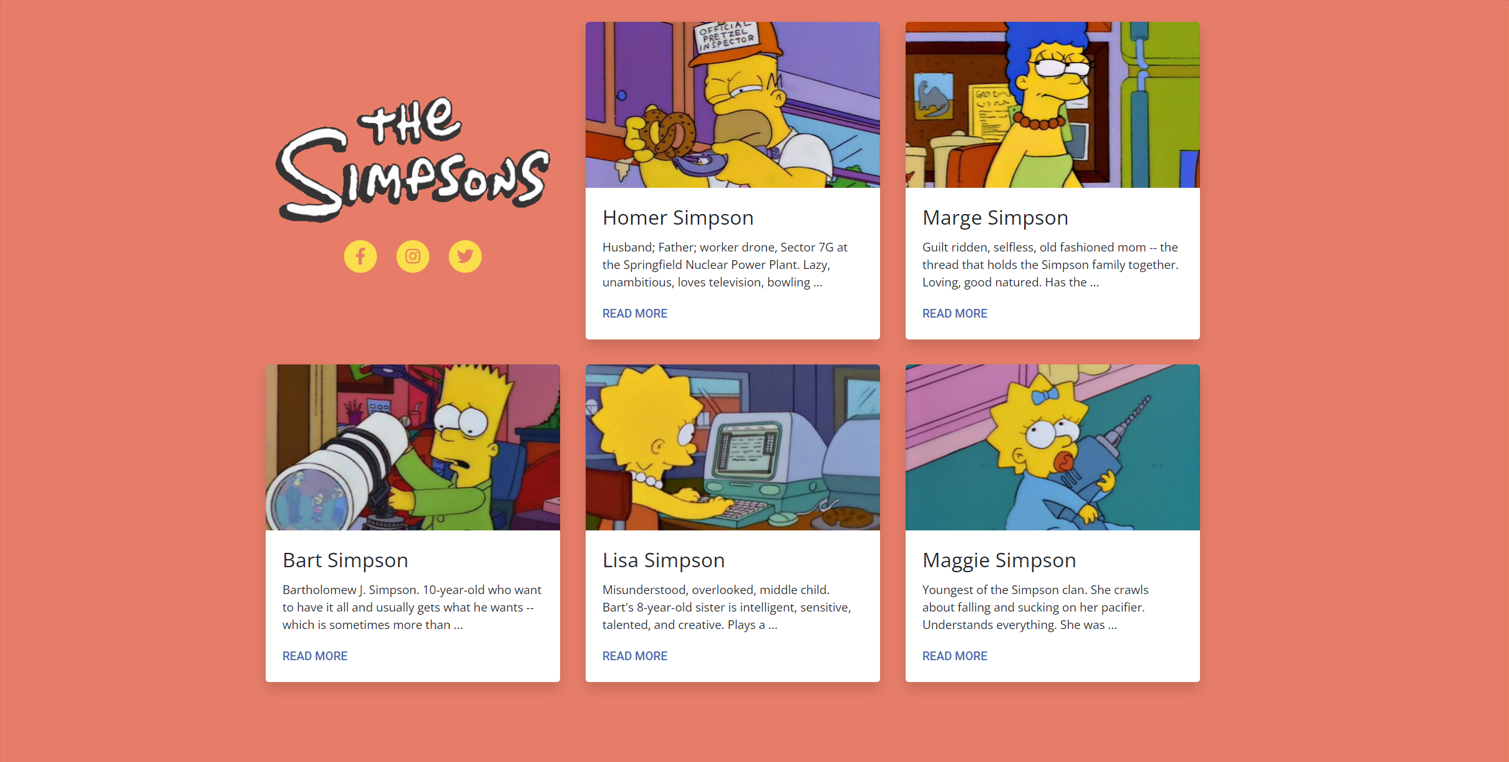 THE
SIMPSONS
OFFICIAL
PRETZEL
INSPECTOR
Homer Simpson
Husband; Father; worker drone, Sector 7G at
the Springfield Nuclear Power Plant. Lazy,
unambitious, loves television, bowling ...
READ MORE
Marge Simpson
Guilt ridden, selfless, old fashioned mom -- the
thread that holds the Simpson family together.
Loving, good natured. Has the ...
READ MORE
Bart Simpson
Bartholomew J. Simpson. 10-year-old who want
to have it all and usually gets what he wants --
which is sometimes more than ...
READ MORE
Lisa Simpson
Misunderstood, overlooked, middle child.
Bart's 8-year-old sister is intelligent, sensitive,
talented, and creative. Plays a ...
READ MORE
Maggie Simpson
Youngest of the Simpson clan. She crawls
about falling and sucking on her pacifier.
Understands everything. She was ...
READ MORE